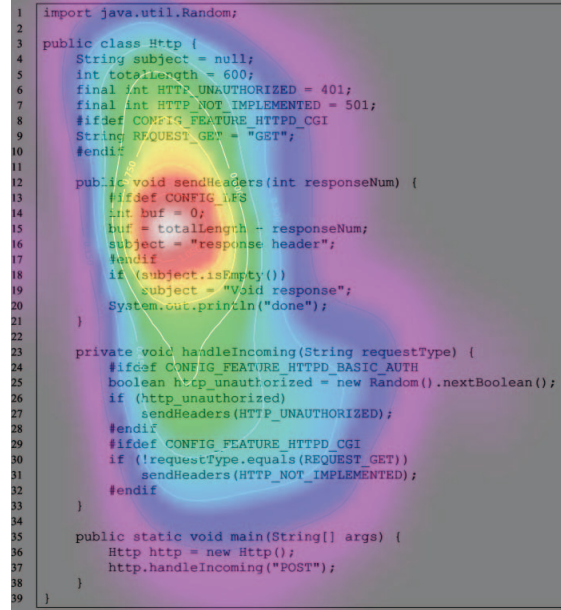 1 import java.util.Random;
2
3 public class Http {
4 String subject = null;
5 int totalLength = 600;
6 final int HTTP_UNAUTHORIZED = 401;
7 final int HTTP_NOT_IMPLEMENTED = 501;
8 #ifdef CONFIG_FEATURE_HTTPD_CGI
9 String REQUEST_GET = "GET";
10 #endif
11
12 public void sendHeaders(int responseNum) {
13 #ifdef
14 int buf = 0;
15 buf = totalLength - responseNum;
16 subject = "response header";
17 #endif
18 if (subject.isEmpty())
19 subject = "Void response";
20 System.out.println("done");
21 }
22
23 private void handleIncoming(String requestType) {
24 #ifdef CONFIG_FEATURE_HTTPD_BASIC_AUTH
25 boolean http_unauthorized = new Random().nextBoolean();
26 if (http_unauthorized)
27 sendHeaders(HTTP_UNAUTHORIZED);
28 #endif
29 #ifdef CONFIG_FEATURE_HTTPD_CGI
30 if (!requestType.equals(REQUEST_GET))
31 sendHeaders(HTTP_NOT_IMPLEMENTED);
32 #endif
33 }
34
35 public static void main(String[] args) {
36 Http http = new Http();
37 http.handleIncoming("POST");
38 }
39 }